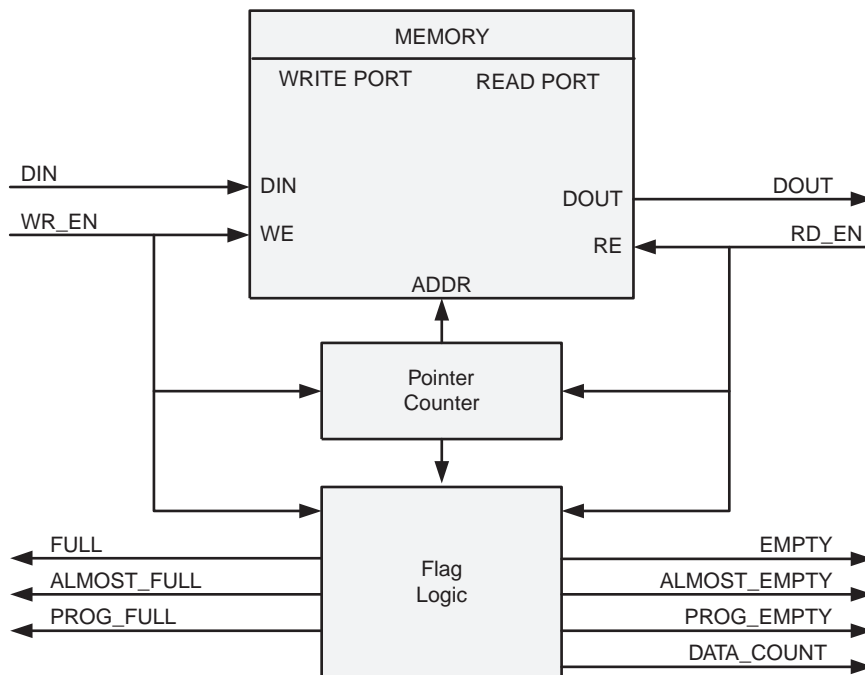 MEMORY
WRITE PORT READ PORT
DIN DIN DOUT DOUT
WR_EN WE RE RD_EN
ADDR
Pointer
Counter
FULL EMPTY
Flag
ALMOST_FULL ALMOST_EMPTY
Logic
PROG_FULL PROG_EMPTY
DATA_COUNT